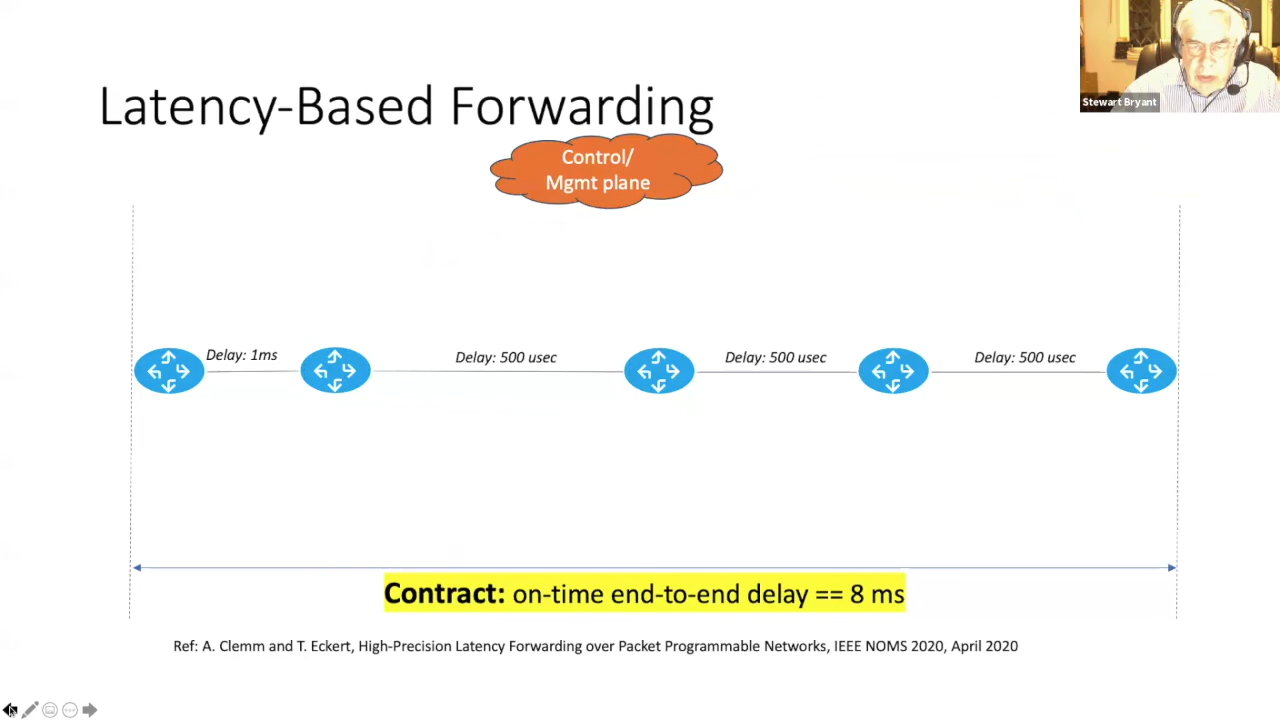 Stewart Bryant
Latency-Based Forwarding
Control/
Mgmt plane
Delay: 1ms
Delay: 500 usec
Delay: 500 usec
Delay: 500 usec
Contract: on-time end-to-end delay == 8 ms
Ref: A. Clemm and T. Eckert, High-Precision Latency Forwarding over Packet Programmable Networks, IEEE NOMS 2020, April 2020